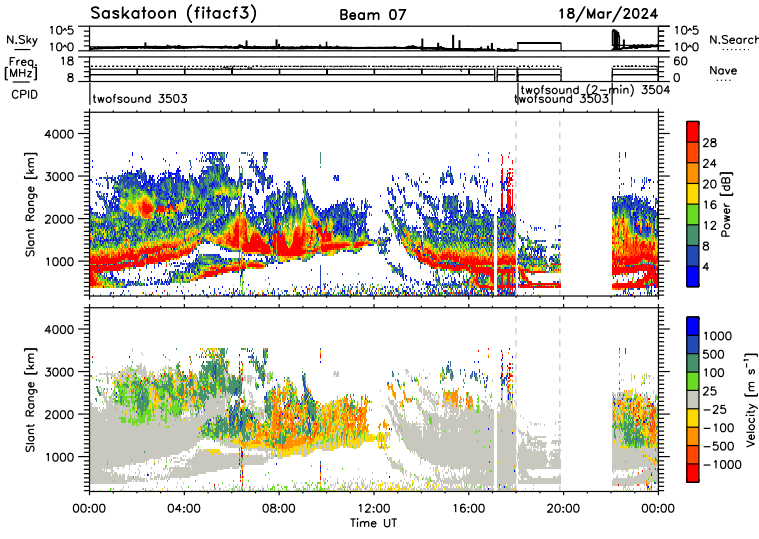 Saskatoon (fitacf3) Beam 07 18/Mar/2024
N.Sky 10^5 10^0 10^5 10^0 N.Search
Freq. [MHz] 18 8 60 0 Nave
CPID
twofsound (2-min) 3504
twofsound 3503 twofsound 3503
4000
3000
2000
1000
Slant Range [km]
28
24
20
16
12
8
4
Power [dB]
4000
3000
2000
1000
Slant Range [km]
1000
500
100
25
-25
-100
-500
-1000
Velocity [m s^-1]
00:00 04:00 08:00 12:00 16:00 20:00 00:00
Time UT